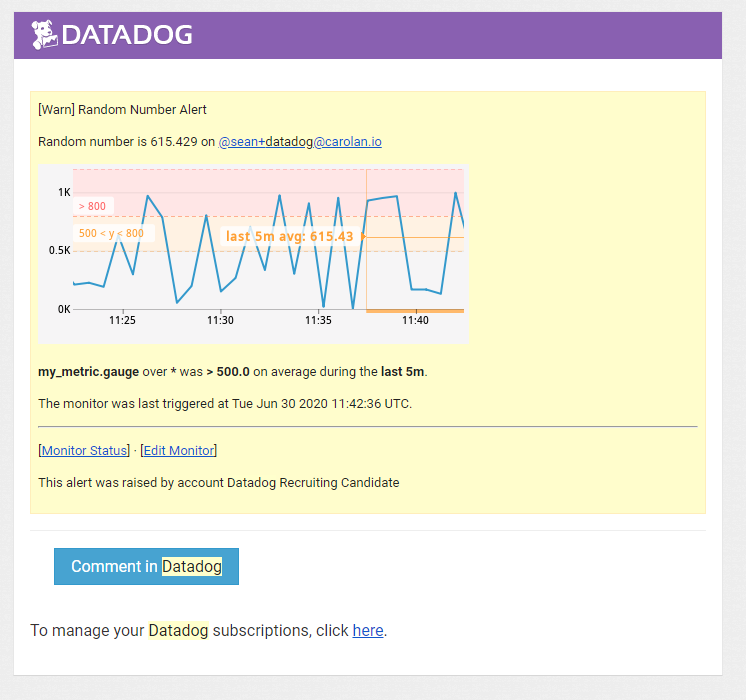 DATADOG
[Warn] Random Number Alert
Random number is 615.429 on @sean+datadog@carolan.io
1K
> 800
500 < y < 800
last 5m avg: 615.43
0.5K
0K
11:25 11:30 11:35 11:40
my_metric.gauge over * was > 500.0 on average during the last 5m.
The monitor was last triggered at Tue Jun 30 2020 11:42:36 UTC.
[Monitor Status] · [Edit Monitor]
This alert was raised by account Datadog Recruiting Candidate
Comment in Datadog
To manage your Datadog subscriptions, click here.